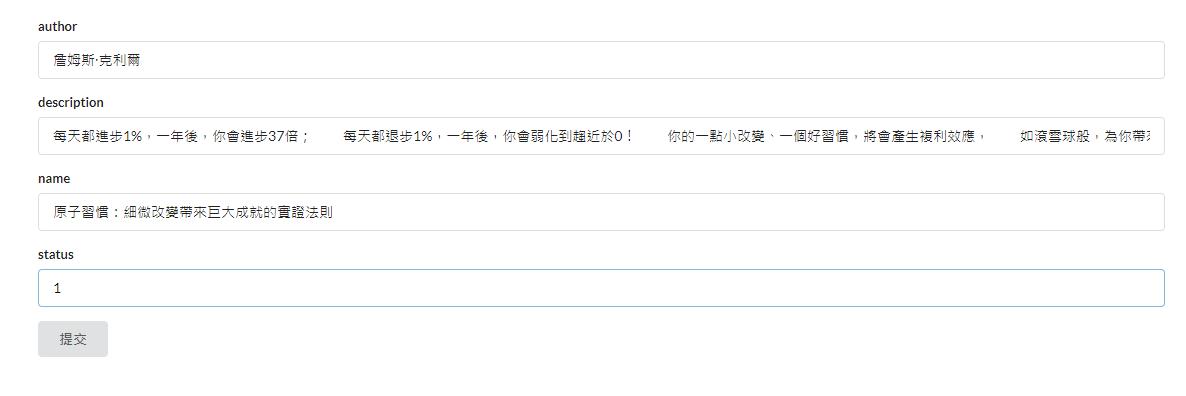 author
詹姆斯·克利爾
description
每天都進步1%，一年後，你會進步37倍； 每天都退步1%，一年後，你會弱化到趨近於0！ 你的一點小改變、一個好習慣，將會產生複利效應， 如滾雪球般，為你帶
name
原子習慣：細微改變帶來巨大成就的實證法則
status
1
提交